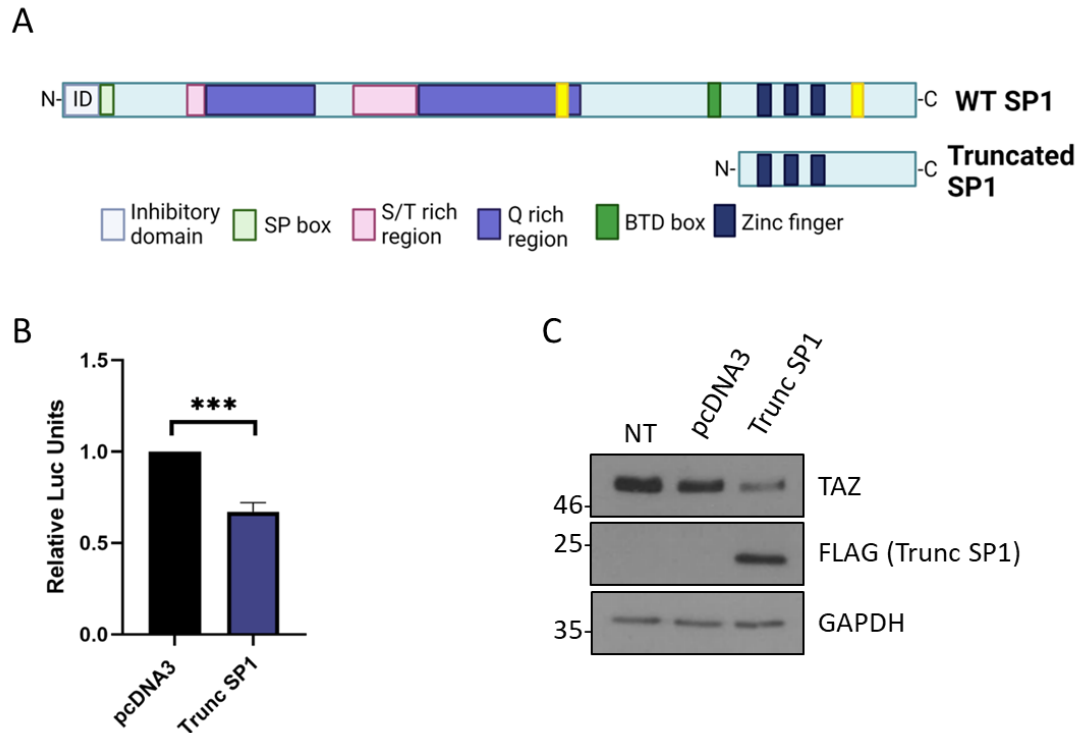 A
N- ID -C WT SP1
N- -C Truncated
SP1
Inhibitory
domain
SP box
S/T rich
region
Q rich
region
BTD box
Zinc finger
B
1.5
***
1.0
0.5
0.0
Relative Luc Units
pcDNA3
Trunc SP1
C
NT
pcDNA3
Trunc SP1
46-
TAZ
25-
FLAG (Trunc SP1)
35-
GAPDH